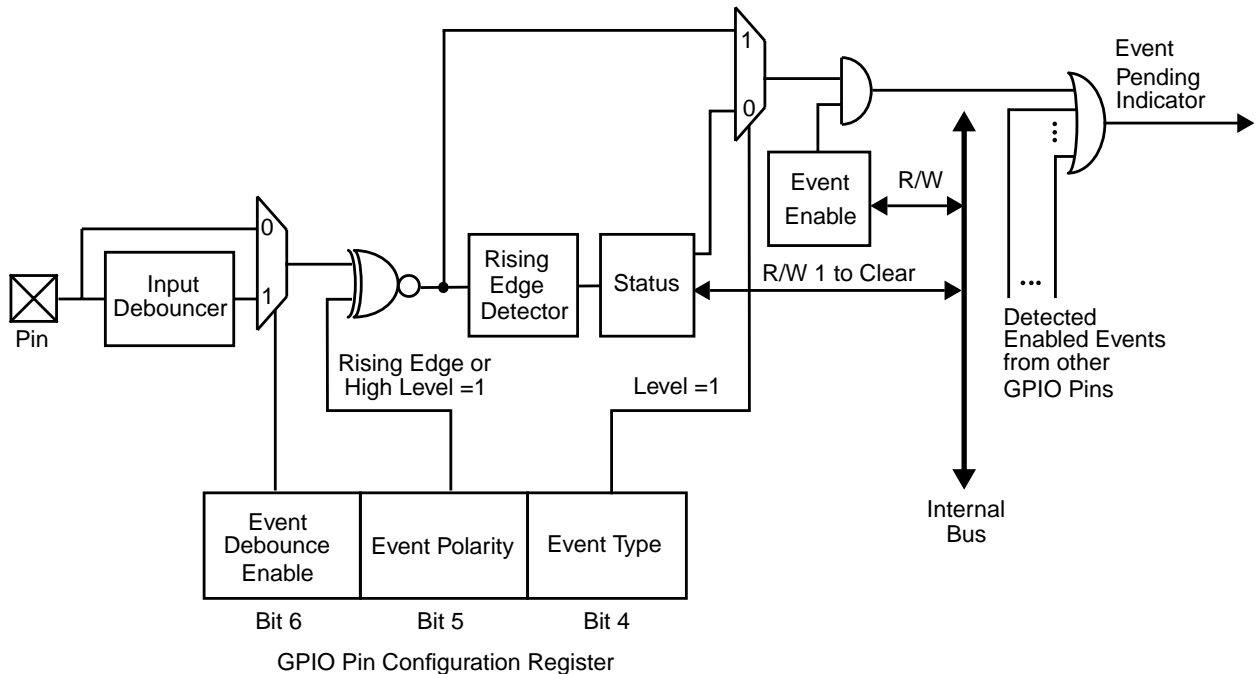 1
Event
Pending
Indicator
0
Event
Enable
R/W
0
Input
Debouncer
1
Rising
Edge
Detector
Status
R/W 1 to Clear
Pin
...
...
Detected
Enabled Events
from other
GPIO Pins
Rising Edge or
High Level =1
Level =1
Internal
Bus
Event
Debounce
Enable
Event Polarity
Event Type
Bit 6
Bit 5
Bit 4
GPIO Pin Configuration Register